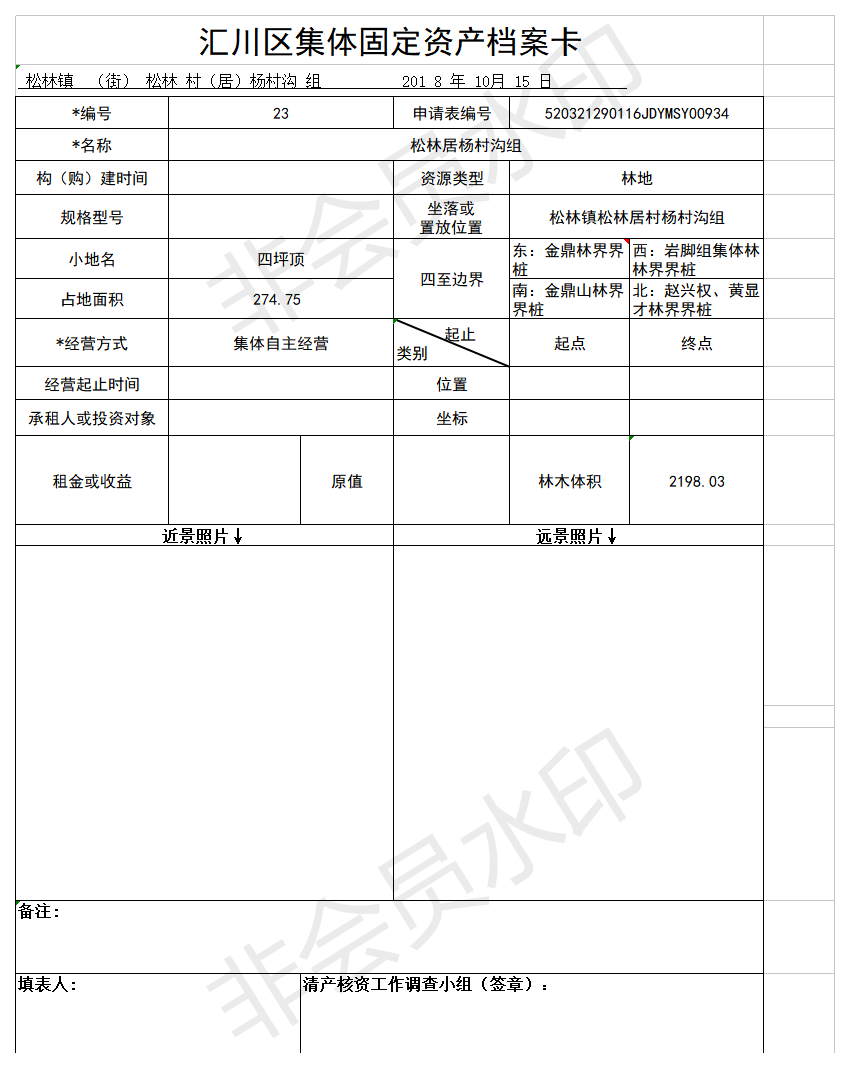 汇川区集体固定资产档案卡
松林镇 （街） 松林 村（居）杨村沟 组 201 8 年 10月 15 日
*编号 23 申请表编号 520321290116JDYMSY00934
*名称 松林居杨村沟组
构（购）建时间 资源类型 林地
规格型号 坐落或
置放位置 松林镇松林居村杨村沟组
小地名 四坪顶 四至边界 东：金鼎林界界
桩 西：岩脚组集体林
林界界桩
占地面积 274.75 南：金鼎山林界
界桩 北：赵兴权、黄显
才林界界桩
*经营方式 集体自主经营 起止
类别 起点 终点
经营起止时间 位置
承租人或投资对象 坐标
租金或收益 原值 林木体积 2198.03
近景照片↓ 远景照片↓
备注：
填表人： 清产核资工作调查小组（签章）：
非会员水印
非会员水印